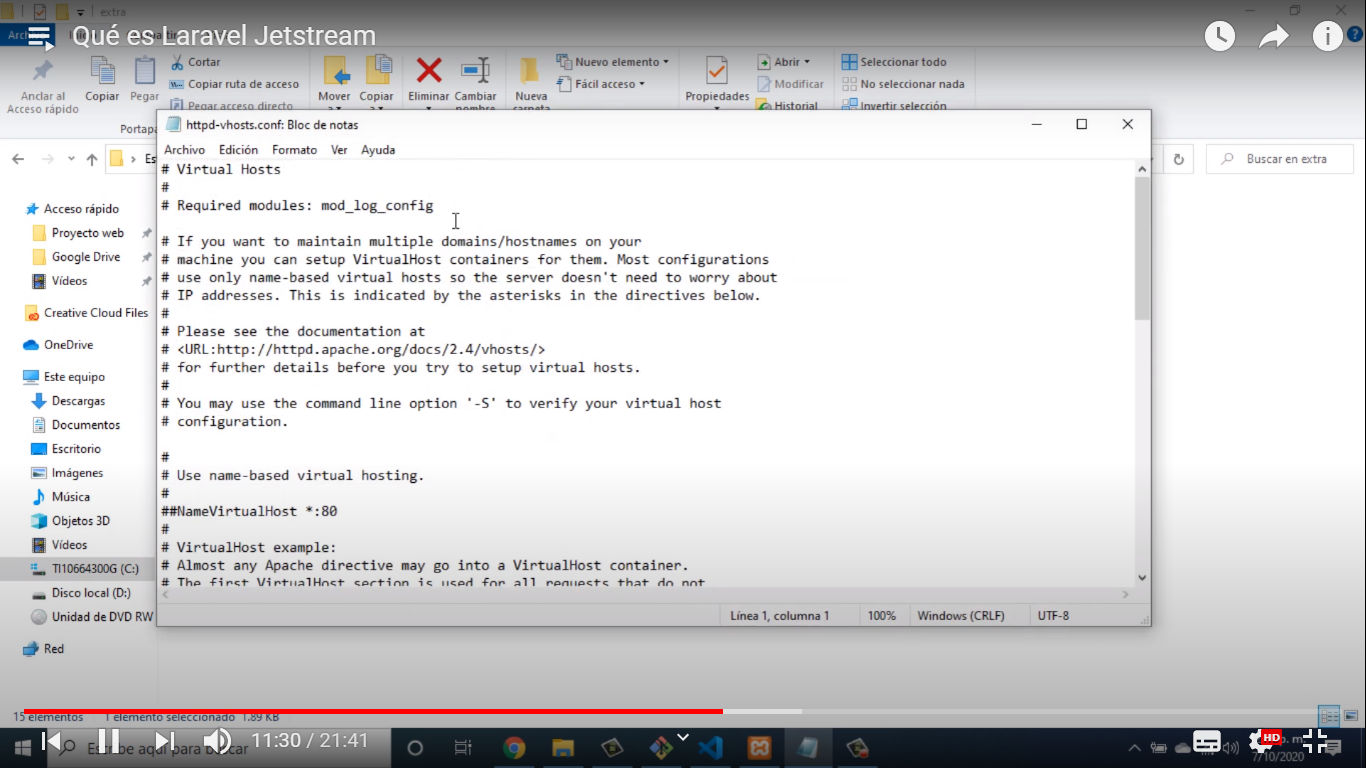 extra
Qué es Laravel Jetstream
Archivo
Cortar
Copiar ruta de acceso
Pegar acceso directo
Anclar al
Acceso rápido
Copiar
Pegar
Mover
a
Copiar
a
Eliminar
Cambiar
nombre
Nueva
carpeta
Nuevo elemento
Fácil acceso
Propiedades
Abrir
Modificar
Historial
Seleccionar todo
No seleccionar nada
Invertir selección
Portapa
Es
Buscar en extra
httpd-vhosts.conf: Bloc de notas
Archivo Edición Formato Ver Ayuda
# Virtual Hosts
#
# Required modules: mod_log_config
# If you want to maintain multiple domains/hostnames on your
# machine you can setup VirtualHost containers for them. Most configurations
# use only name-based virtual hosts so the server doesn't need to worry about
# IP addresses. This is indicated by the asterisks in the directives below.
#
# Please see the documentation at
# <URL:http://httpd.apache.org/docs/2.4/vhosts/>
# for further details before you try to setup virtual hosts.
#
# You may use the command line option '-S' to verify your virtual host
# configuration.
#
# Use name-based virtual hosting.
#
##NameVirtualHost *:80
#
# VirtualHost example:
# Almost any Apache directive may go into a VirtualHost container.
# The first VirtualHost section is used for all requests that do not
Línea 1, columna 1 100% Windows (CRLF) UTF-8
Acceso rápido
Proyecto web
Google Drive
Vídeos
Creative Cloud Files
OneDrive
Este equipo
Descargas
Documentos
Escritorio
Imágenes
Música
Objetos 3D
Vídeos
TI10664300G (C:)
Disco local (D:)
Unidad de DVD RW
Red
15 elementos 1 elemento seleccionado 1.89 KB
Escribe aquí para buscar
11:30 / 21:41
HD
7/10/2020